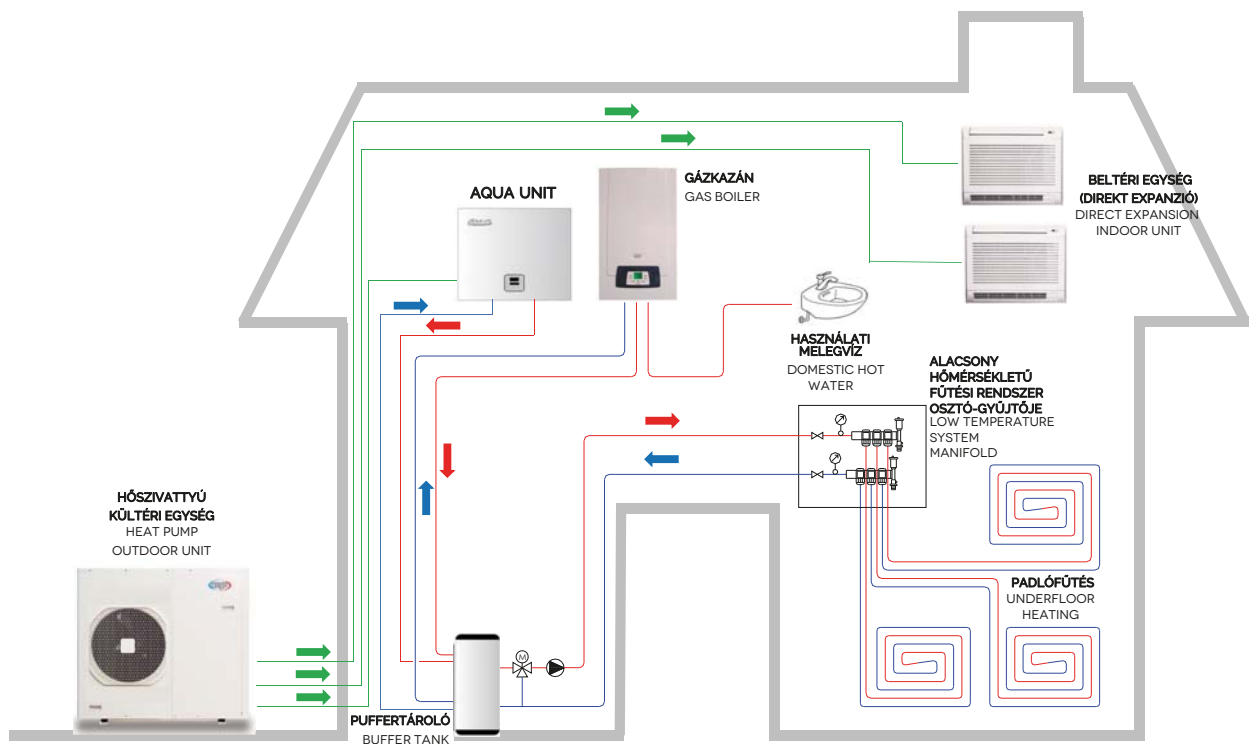 AQUA UNIT
GÁZKAZÁN
GAS BOILER
BELTÉRI EGYSÉG
(DIREKT EXPANZIÓ)
DIRECT EXPANSION
INDOOR UNIT
HASZNÁLATI
MELEGVÍZ
DOMESTIC HOT
WATER
ALACSONY
HŐMÉRSÉKLETŰ
FŰTÉSI RENDSZER
OSZTÓ-GYŰJTŐJE
LOW TEMPERATURE
SYSTEM
MANIFOLD
HŐSZIVATTYÚ
KÜLTÉRI EGYSÉG
HEAT PUMP
OUTDOOR UNIT
PADLÓFŰTÉS
UNDERFLOOR
HEATING
M
PUFFERTÁROLÓ
BUFFER TANK